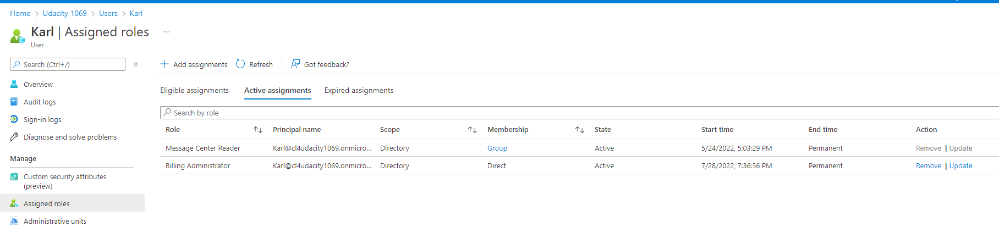 Home > Udacity 1069 > Users > Karl
Karl | Assigned roles ...
User
Search (Ctrl+/) «
Overview
Audit logs
Sign-in logs
Diagnose and solve problems
Manage
Custom security attributes
(preview)
Assigned roles
Administrative units
Add assignments Refresh Got feedback?
Eligible assignments Active assignments Expired assignments
Search by role
Role Principal name Scope Membership State Start time End time Action
Message Center Reader Karl@cl4udacity1069.onmicro... Directory Group Active 5/24/2022, 5:03:29 PM Permanent Remove | Update
Billing Administrator Karl@cl4udacity1069.onmicro... Directory Direct Active 7/28/2022, 7:36:36 PM Permanent Remove | Update